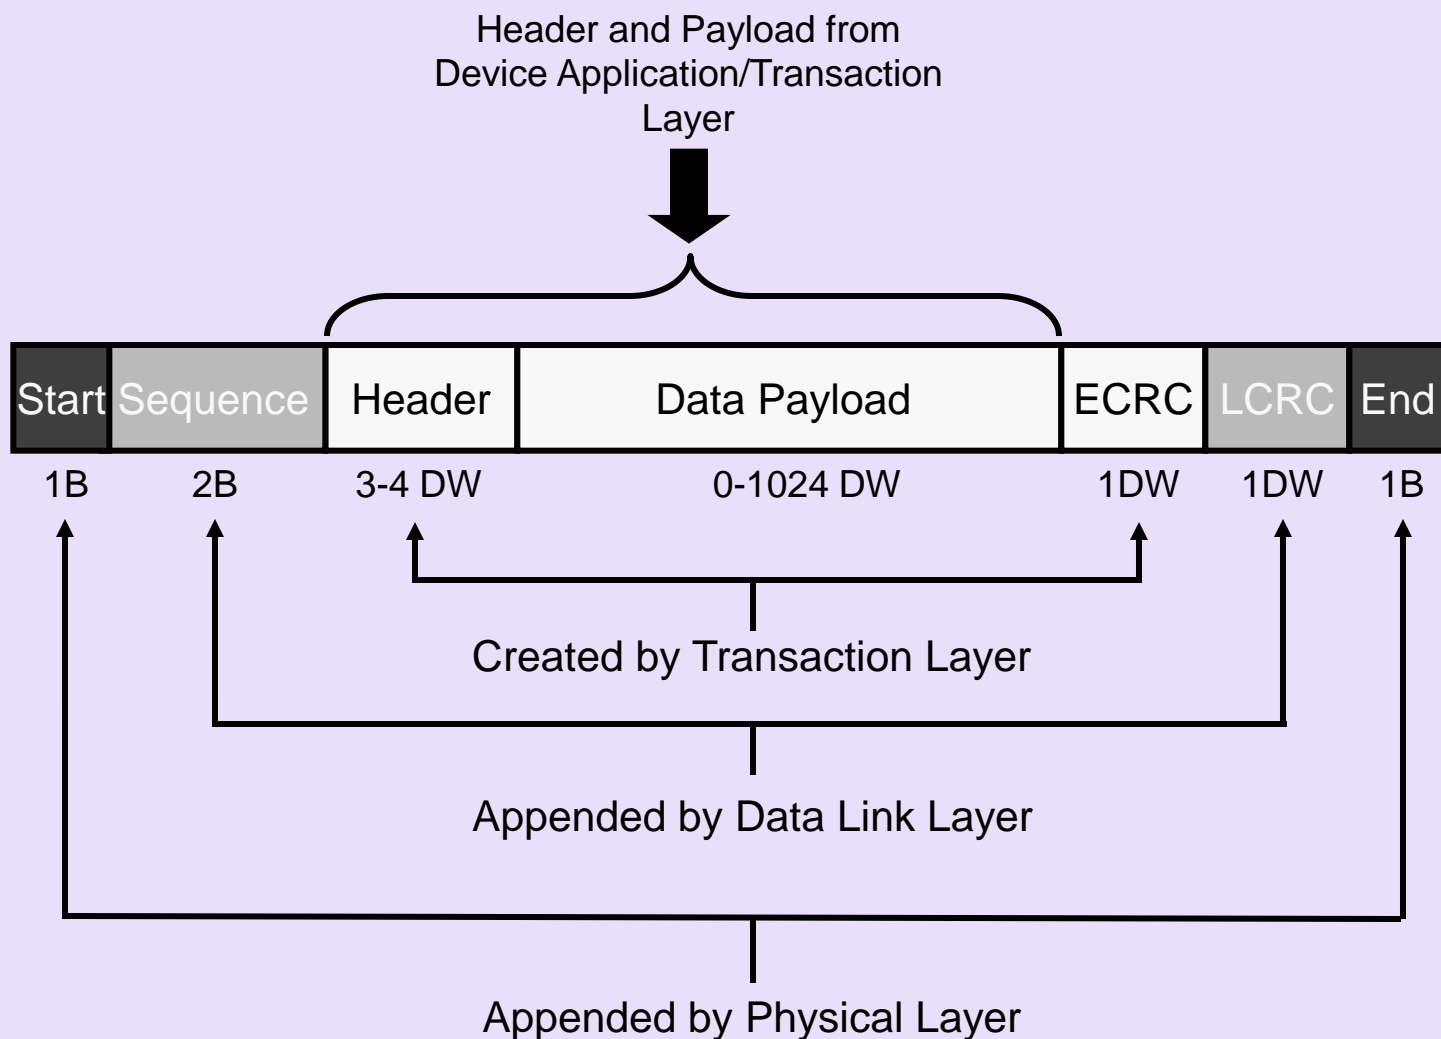 Header and Payload from
Device Application/Transaction
Layer
Start Sequence Header Data Payload ECRC LCRC End
1B 2B 3-4 DW 0-1024 DW 1DW 1DW 1B
Created by Transaction Layer
Appended by Data Link Layer
Appended by Physical Layer